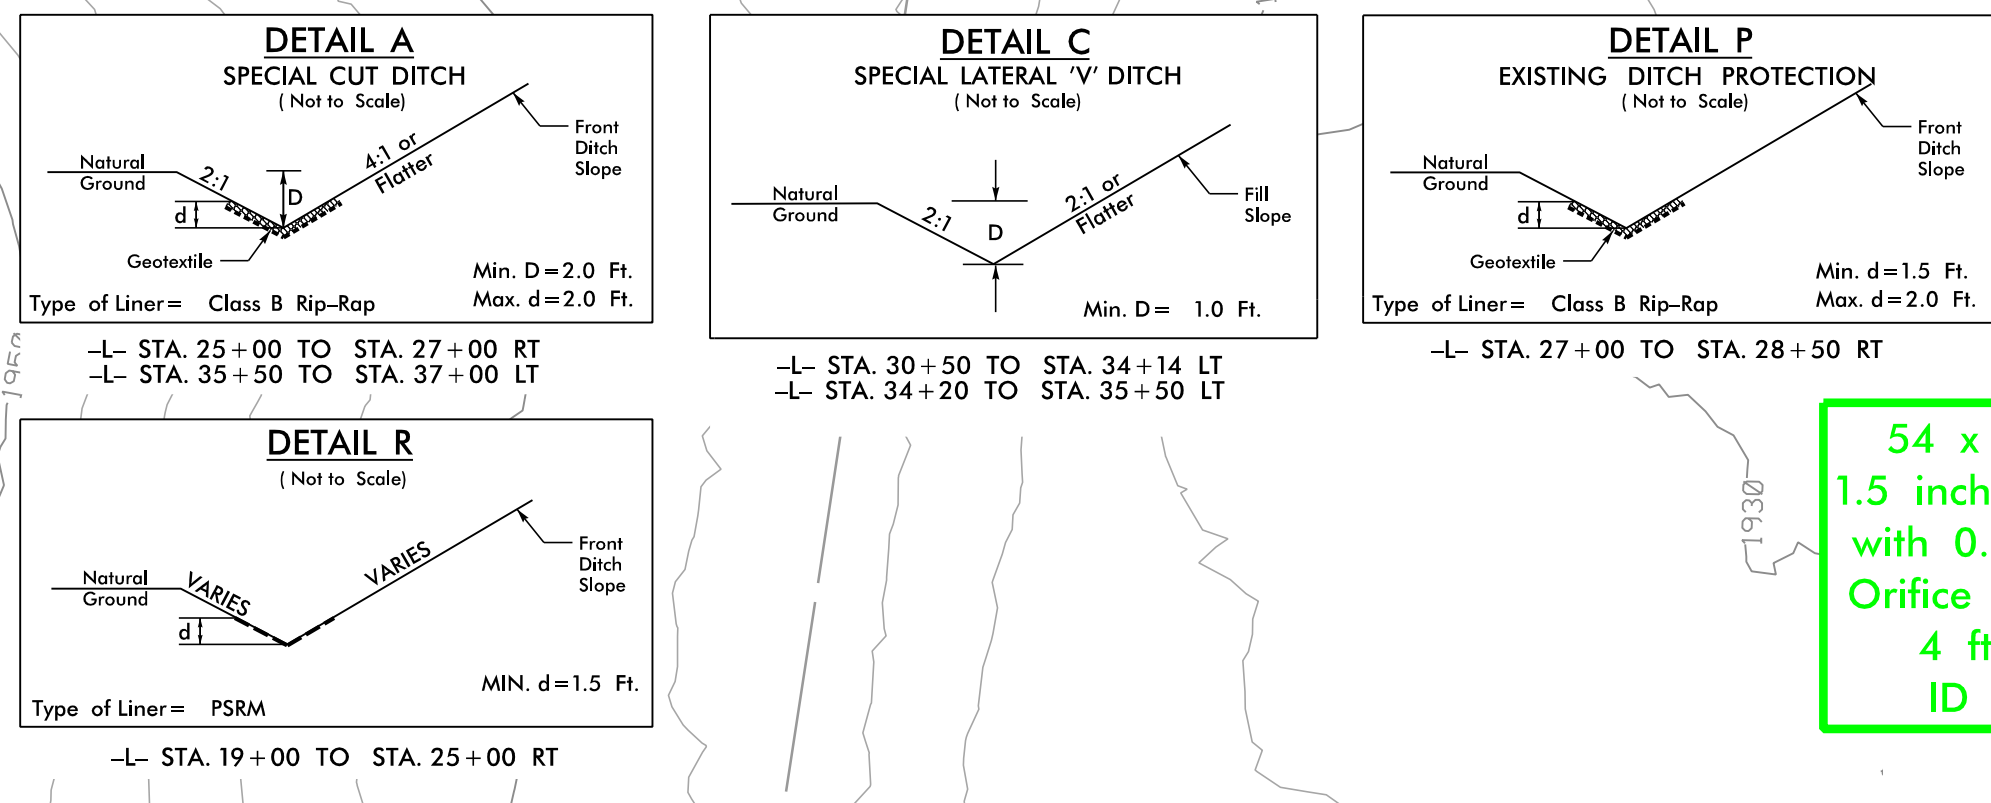 DETAIL A
SPECIAL CUT DITCH
( Not to Scale)
Natural
Ground
2:1
D
d
4:1 or
Flatter
Front
Ditch
Slope
Geotextile
Min. D=2.0 Ft.
Max. d=2.0 Ft.
Type of Liner= Class B Rip-Rap
-L- STA. 25+00 TO STA. 27+00 RT
-L- STA. 35+50 TO STA. 37+00 LT
DETAIL C
SPECIAL LATERAL 'V' DITCH
( Not to Scale)
Natural
Ground
2:1
D
2:1 or
Flatter
Fill
Slope
Min. D= 1.0 Ft.
-L- STA. 30+50 TO STA. 34+14 LT
-L- STA. 34+20 TO STA. 35+50 LT
DETAIL P
EXISTING DITCH PROTECTION
( Not to Scale)
Natural
Ground
d
Front
Ditch
Slope
Geotextile
Min. d=1.5 Ft.
Max. d=2.0 Ft.
Type of Liner= Class B Rip-Rap
-L- STA. 27+00 TO STA. 28+50 RT
DETAIL R
( Not to Scale)
Natural
Ground
VARIES
d
VARIES
Front
Ditch
Slope
MIN. d=1.5 Ft.
Type of Liner= PSRM
-L- STA. 19+00 TO STA. 25+00 RT
1930
54 x
1.5 inch
with 0.
Orifice
4 ft
ID